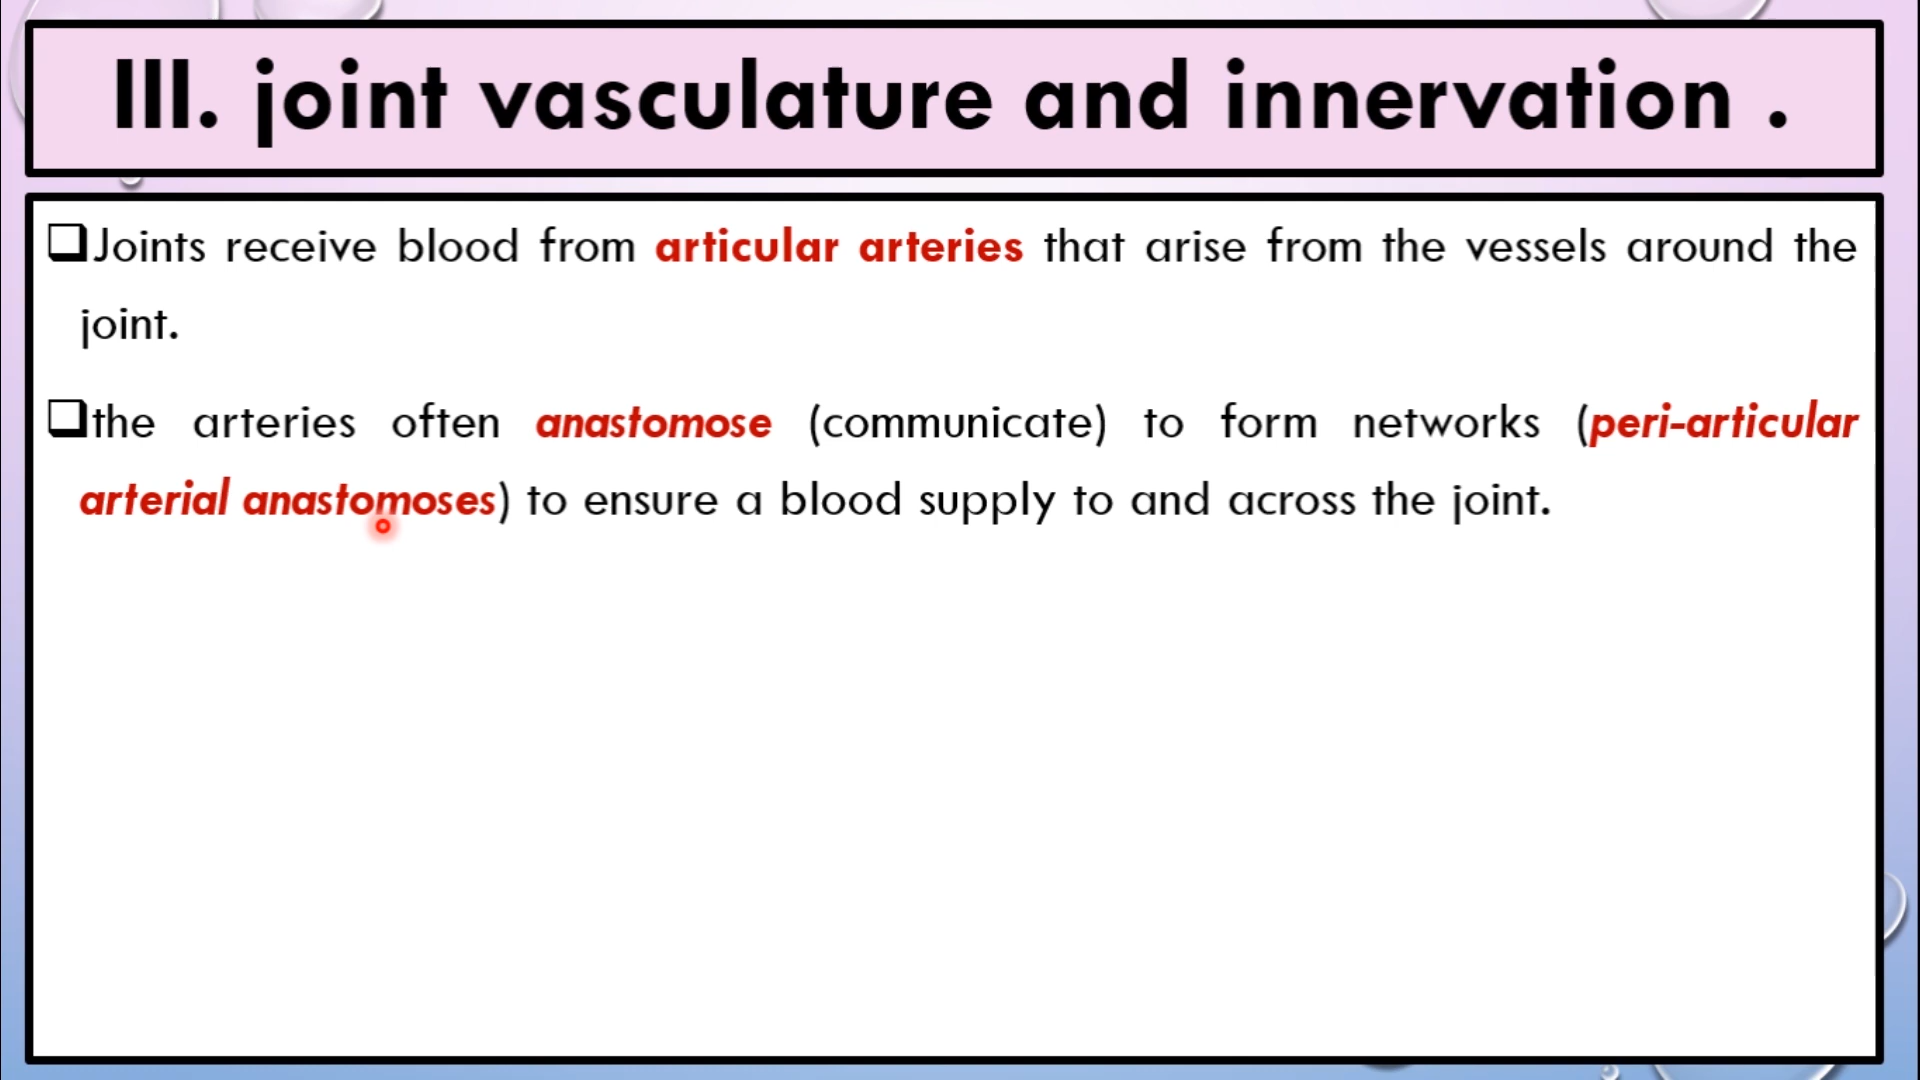 III. joint vasculature and innervation .
❑Joints receive blood from articular arteries that arise from the vessels around the
joint.
❑the arteries often anastomose (communicate) to form networks (peri-articular
arterial anastomoses) to ensure a blood supply to and across the joint.